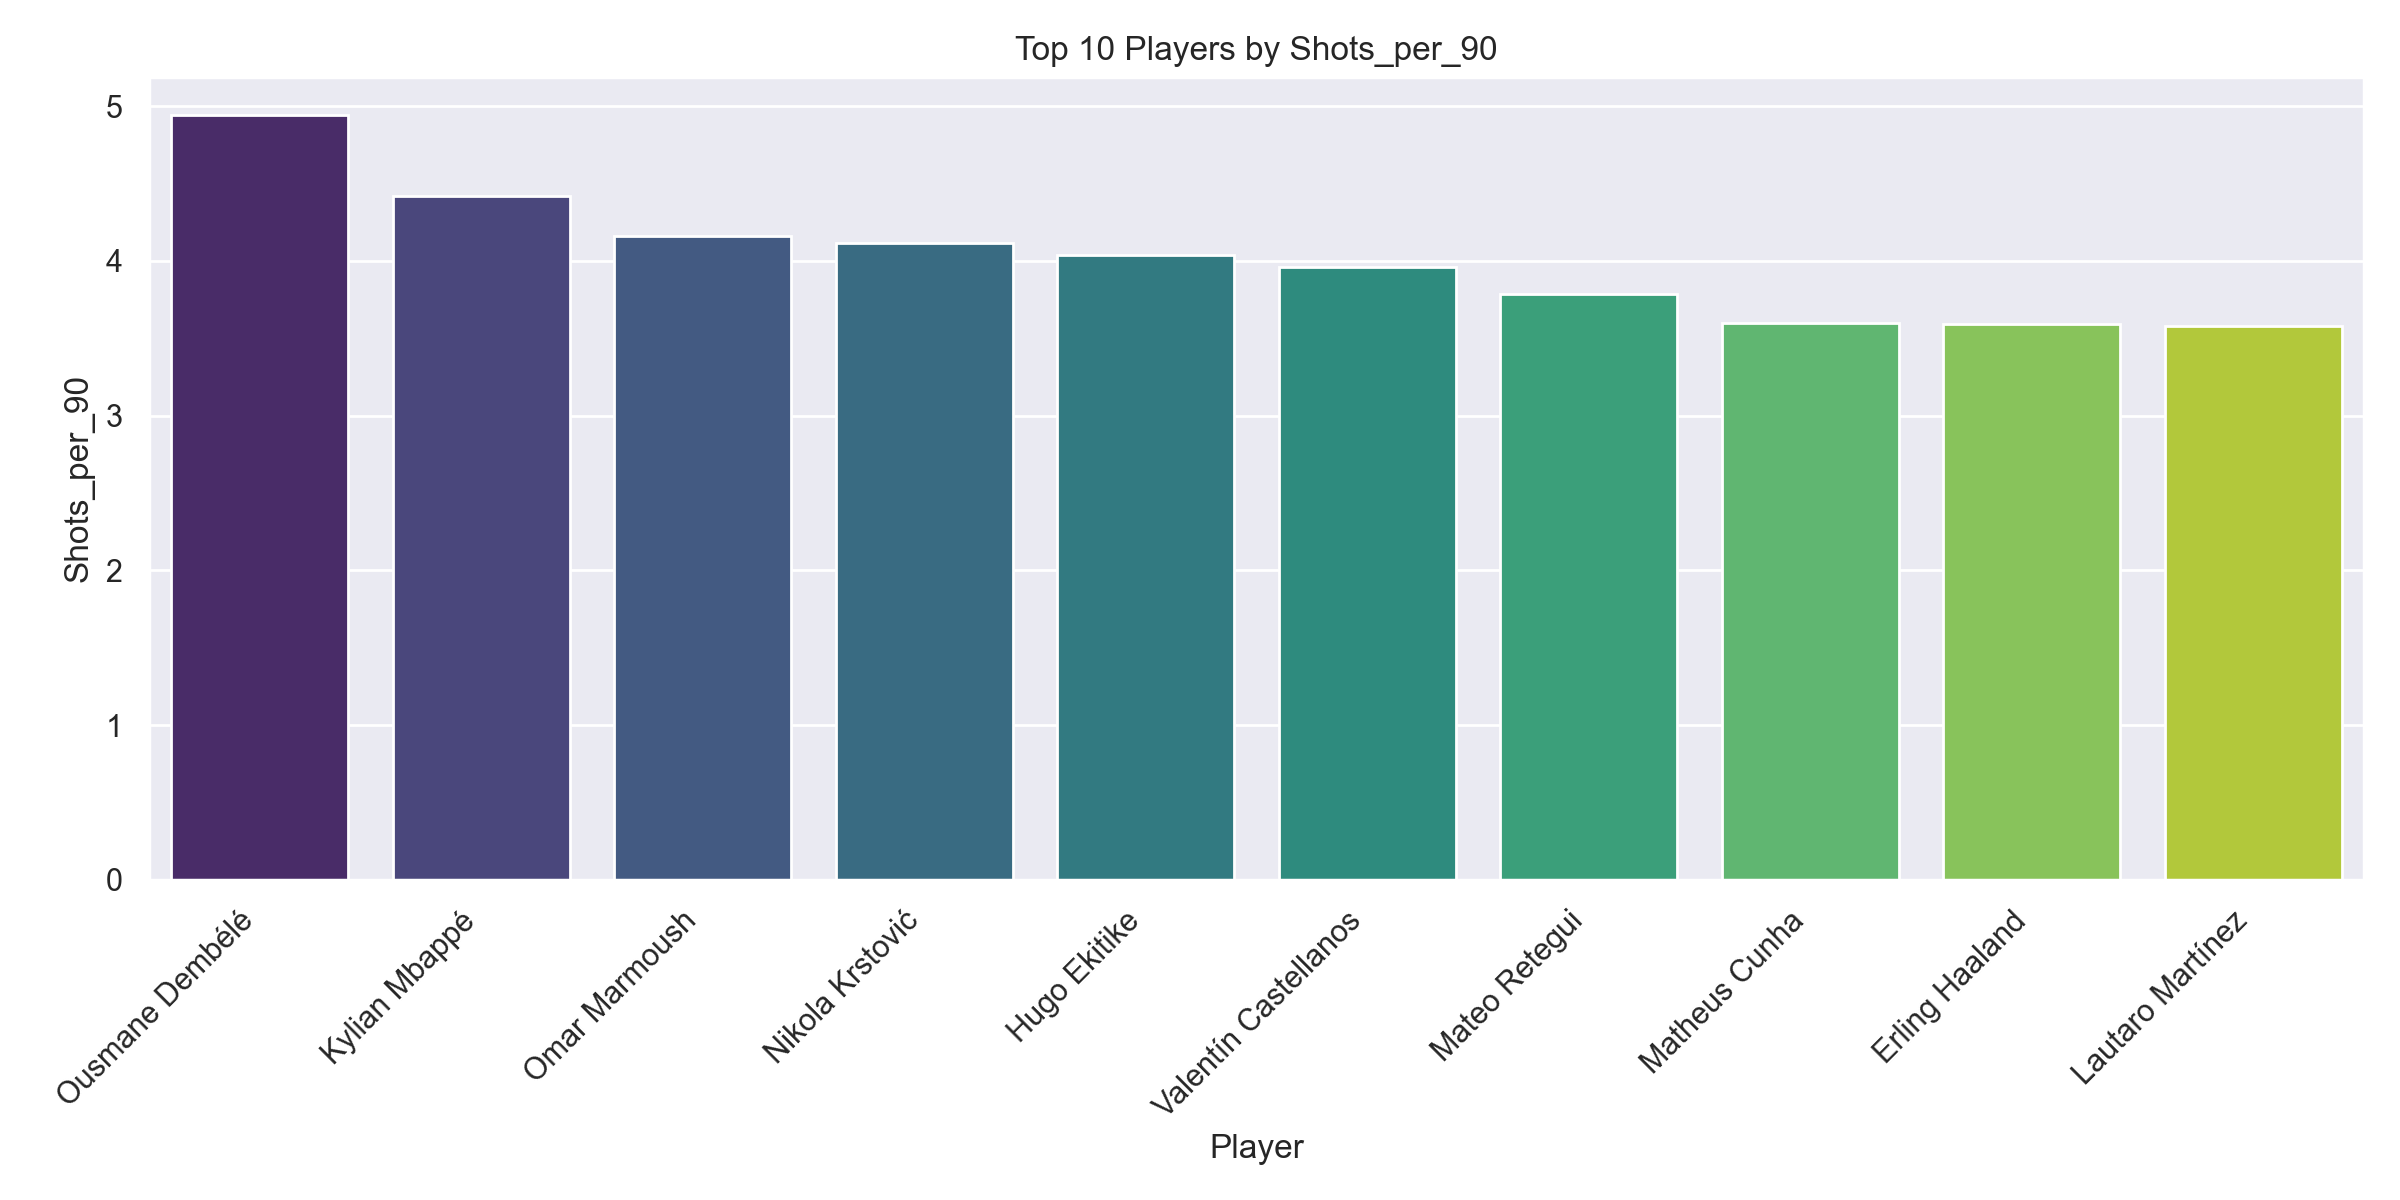 Top 10 Players by Shots_per_90
Shots_per_90
5
4
3
2
1
0
Ousmane Dembélé
Kylian Mbappé
Omar Marmoush
Nikola Krstović
Hugo Ekitike
Valentín Castellanos
Mateo Retegui
Matheus Cunha
Erling Haaland
Lautaro Martínez
Player